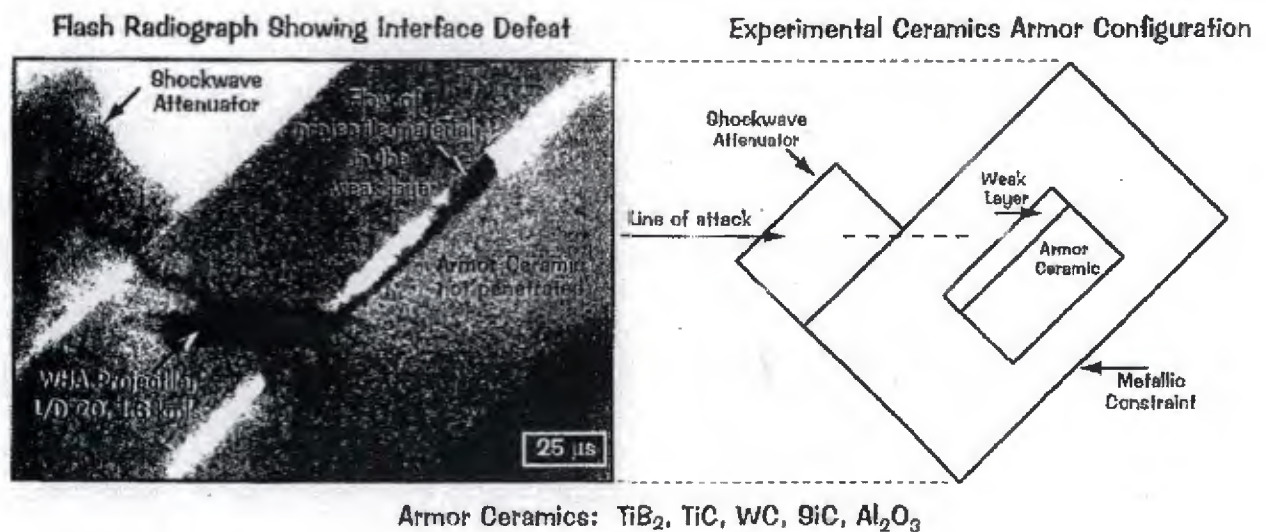 Flash Radiograph Showing Interface Defeat
Experimental Ceramics Armor Configuration
Shockwave
Attenuator
Flow of
projectile material
in the
weak layer
Armor Ceramic
not penetrated
WHA Projectile
L/D 20, 1.6
25 μs
Shockwave
Attenuator
Line of attack
Weak
Layer
Armor
Ceramic
Metallic
Constraint
Armor Ceramics: TiB₂, TiC, WC, SiC, Al₂O₃